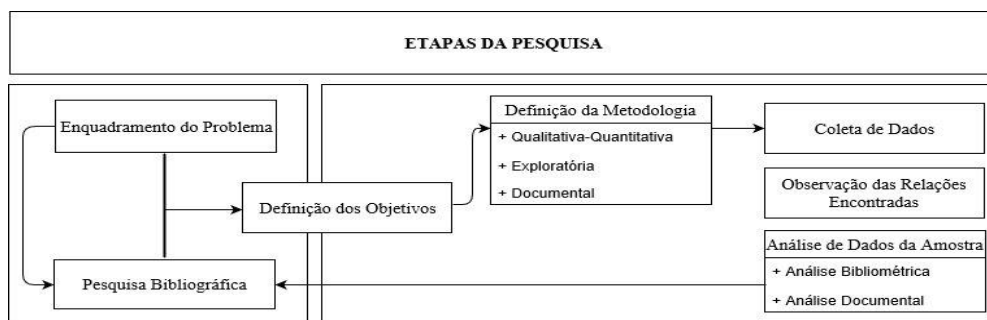 ETAPAS DA PESQUISA
Enquadramento do Problema
Pesquisa Bibliográfica
Definição dos Objetivos
Definição da Metodologia
+ Qualitativa-Quantitativa
+ Exploratória
+ Documental
Coleta de Dados
Observação das Relações
Encontradas
Análise de Dados da Amostra
+ Análise Bibliométrica
+ Análise Documental